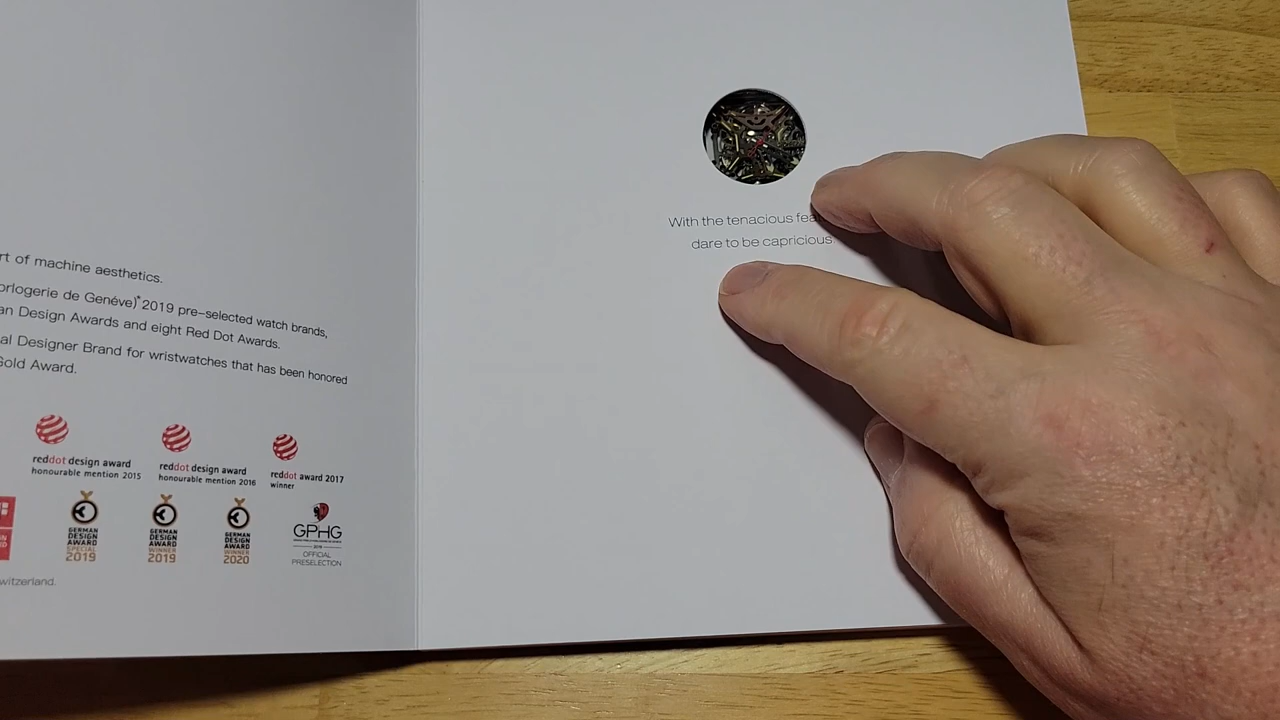 rt of machine aesthetics.
orlogerie de Genéve)* 2019 pre-selected watch brands,
an Design Awards and eight Red Dot Awards.
al Designer Brand for wristwatches that has been honored
Gold Award.
reddot design award
honourable mention 2015
reddot design award
honourable mention 2016
reddot award 2017
winner
GERMAN
DESIGN
AWARD
SPECIAL
2019
GERMAN
DESIGN
AWARD
WINNER
2019
GERMAN
DESIGN
AWARD
WINNER
2020
GPHG
2019
OFFICIAL
PRESELECTION
witzerland.
With the tenacious fea
dare to be capricious